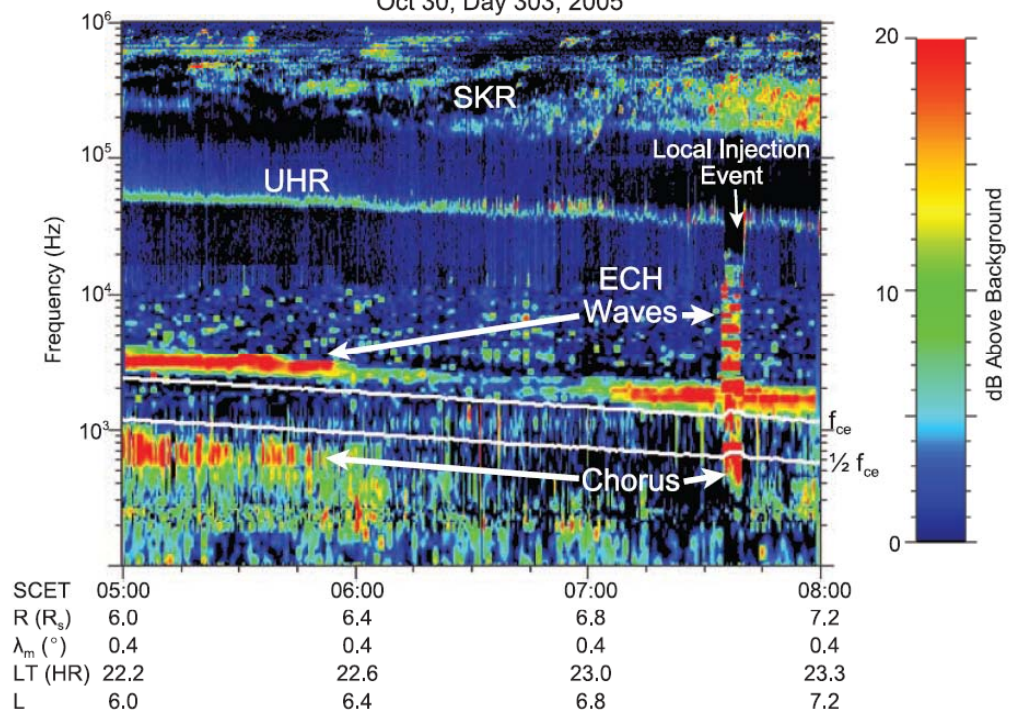 Oct 30, Day 303, 2005
10⁶
10⁵
10⁴
10³
Frequency (Hz)
SKR
UHR
Local Injection
Event
ECH
Waves
Chorus
f_ce
½ f_ce
20
10
0
dB Above Background
SCET 05:00 06:00 07:00 08:00
R (R_s) 6.0 6.4 6.8 7.2
λ_m (°) 0.4 0.4 0.4 0.4
LT (HR) 22.2 22.6 23.0 23.3
L 6.0 6.4 6.8 7.2